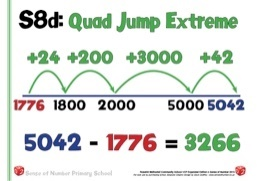 S8d: Quad Jump Extreme
+24 +200 +3000 +42
1776 1800 2000 5000 5042
5042 - 1776 = 3266
Sense of Number Primary School